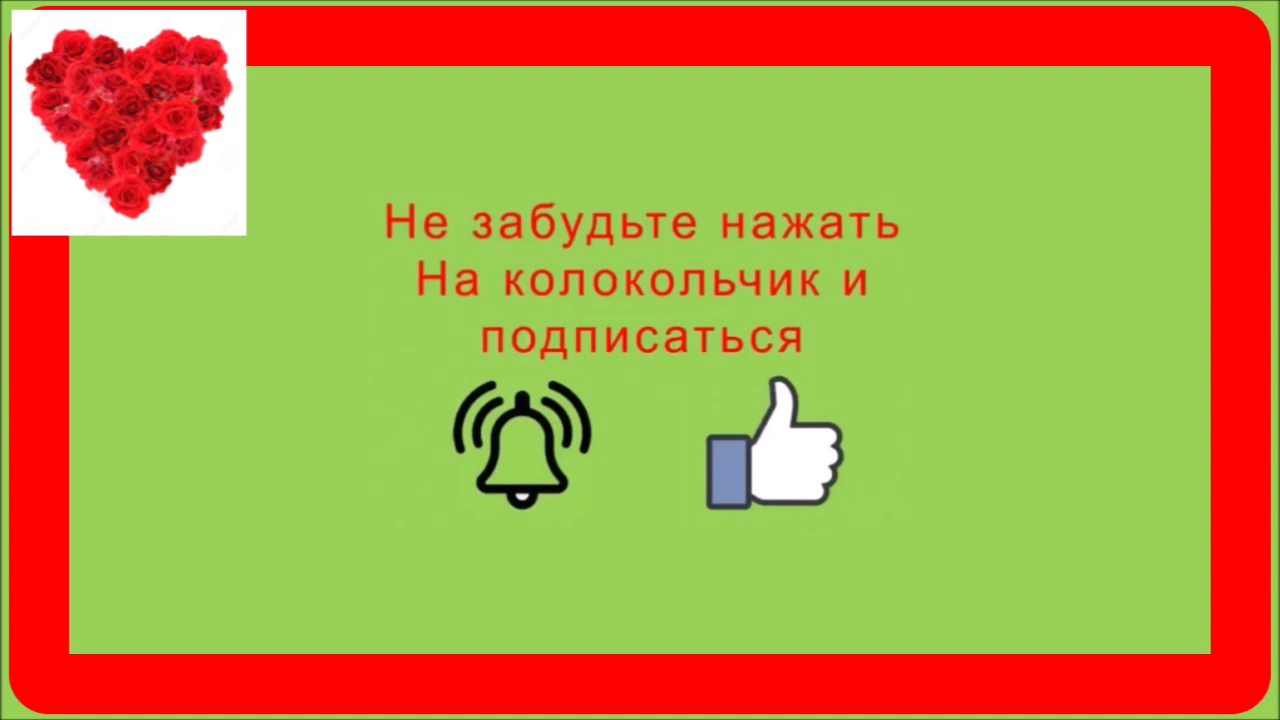 Не забудьте нажать
На колокольчик и
подписаться